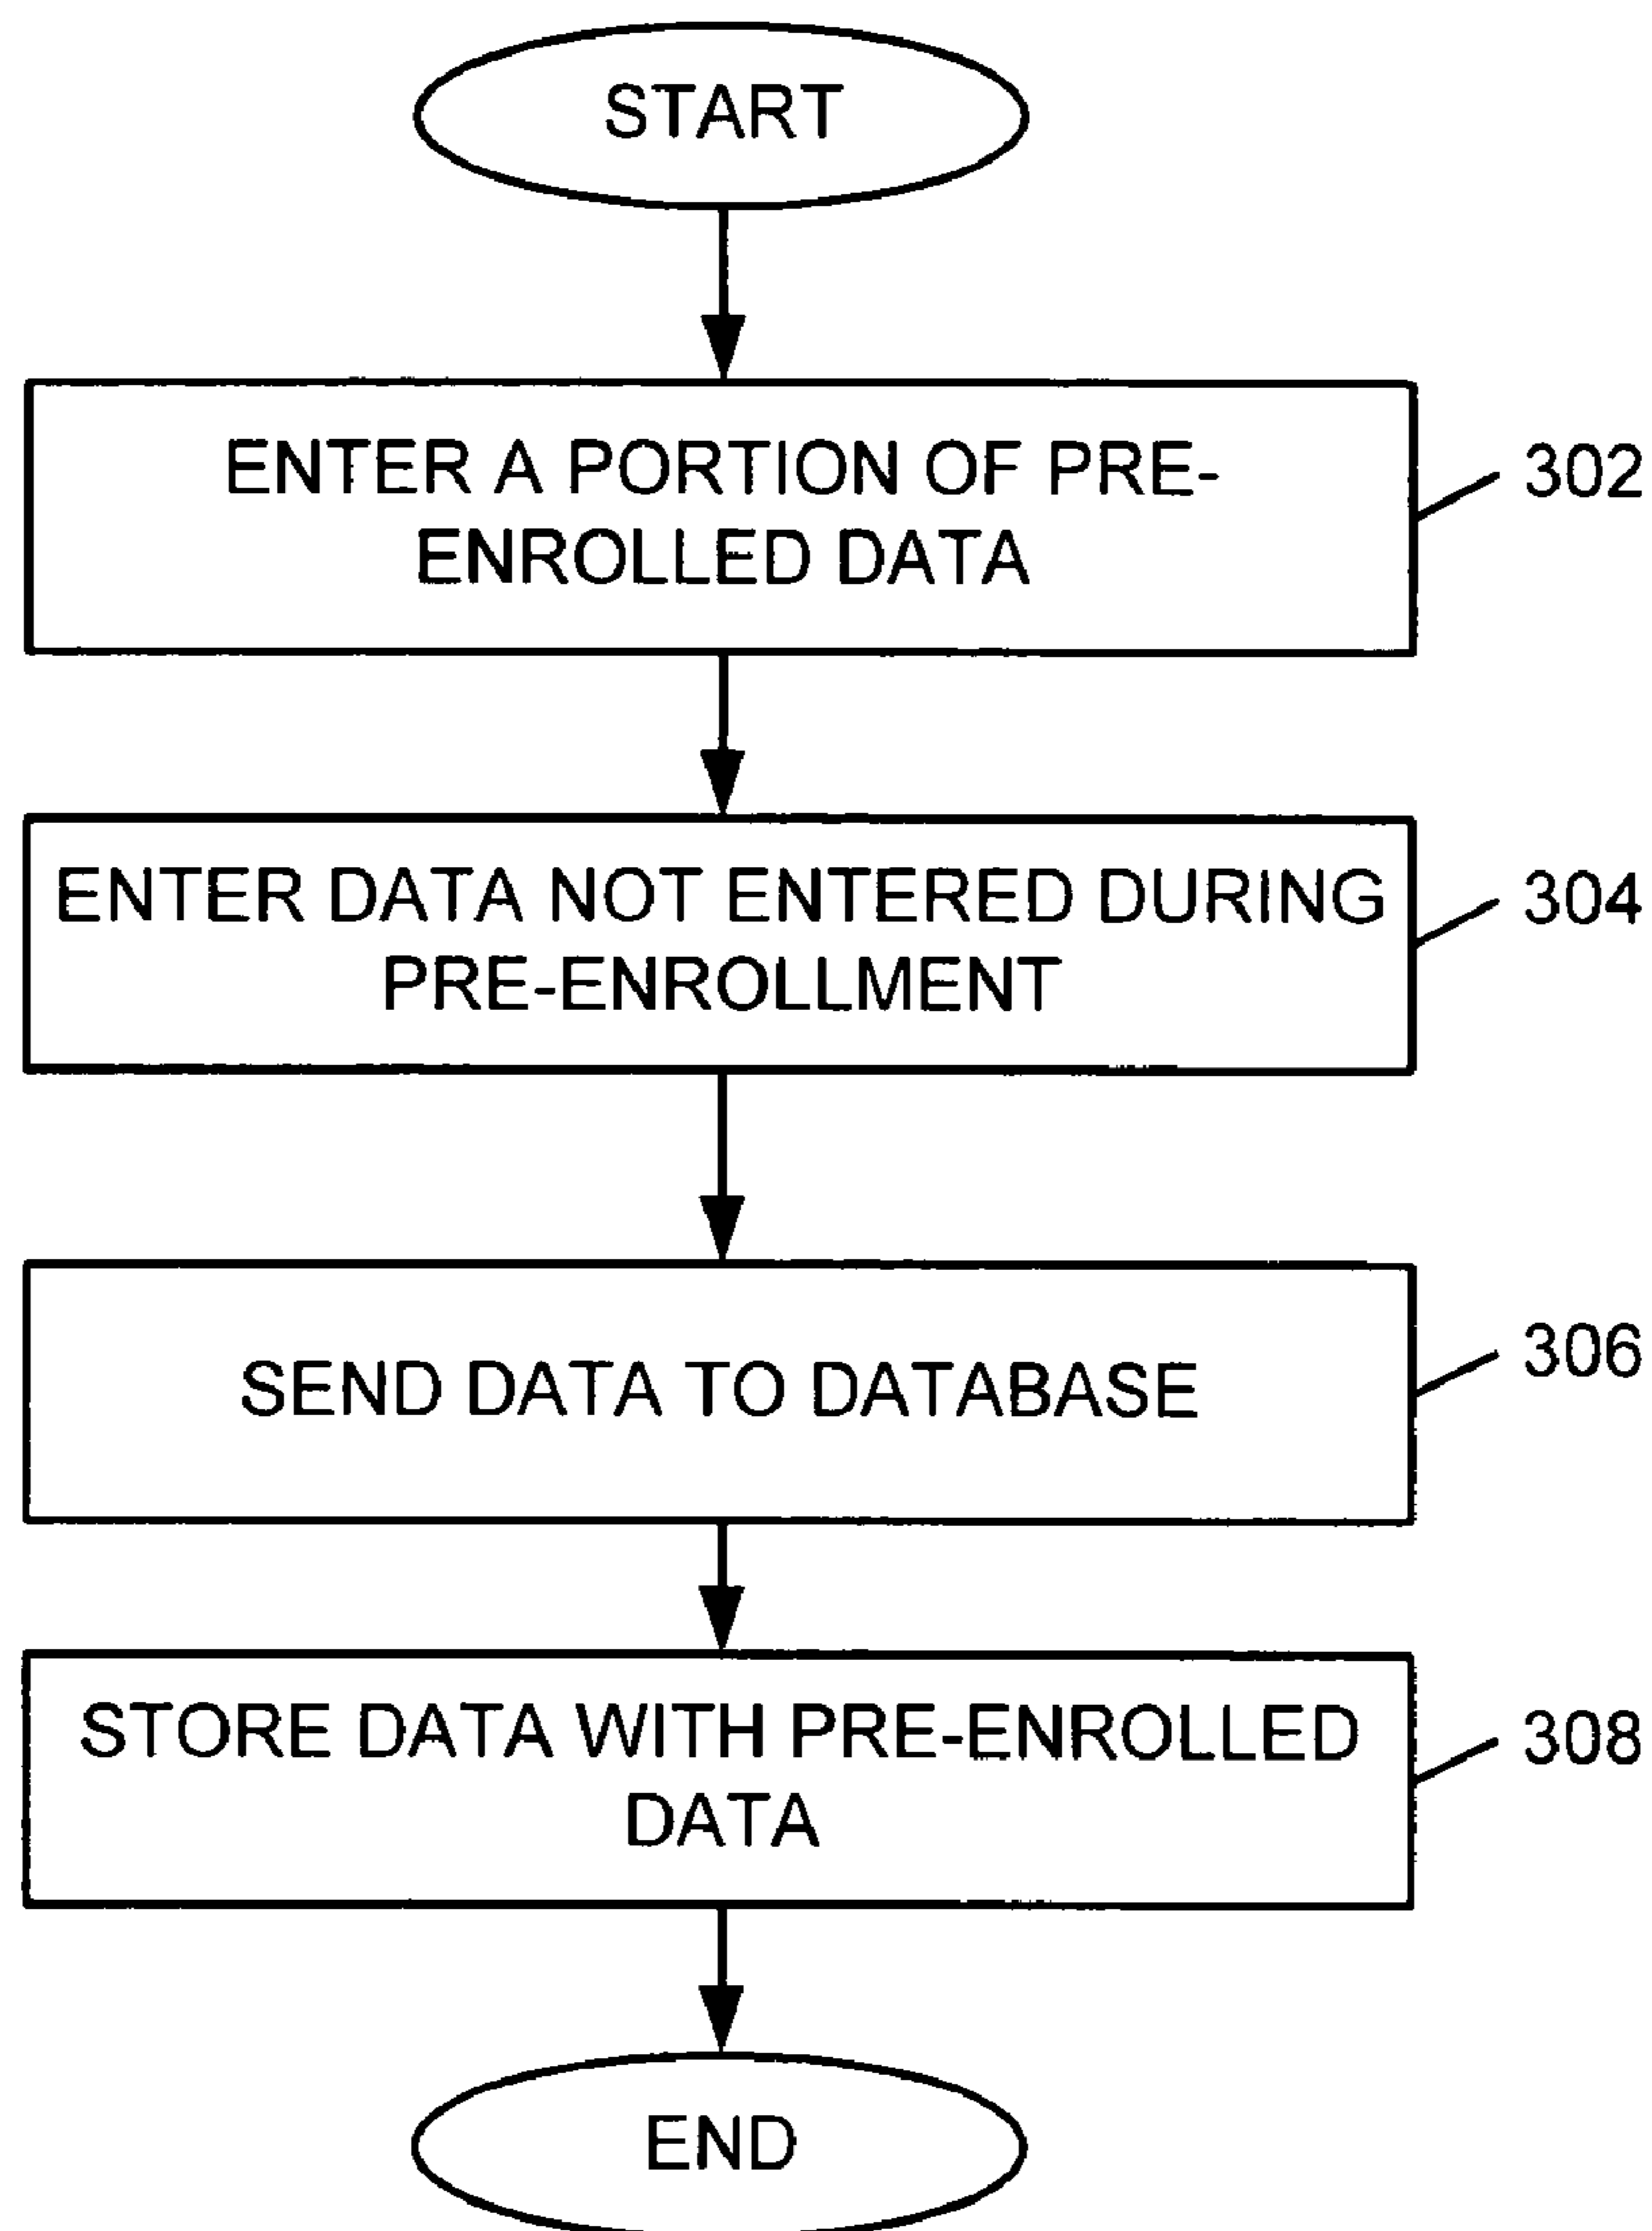 START
ENTER A PORTION OF PRE-
ENROLLED DATA
302
ENTER DATA NOT ENTERED DURING
PRE-ENROLLMENT
304
SEND DATA TO DATABASE
306
STORE DATA WITH PRE-ENROLLED
DATA
308
END